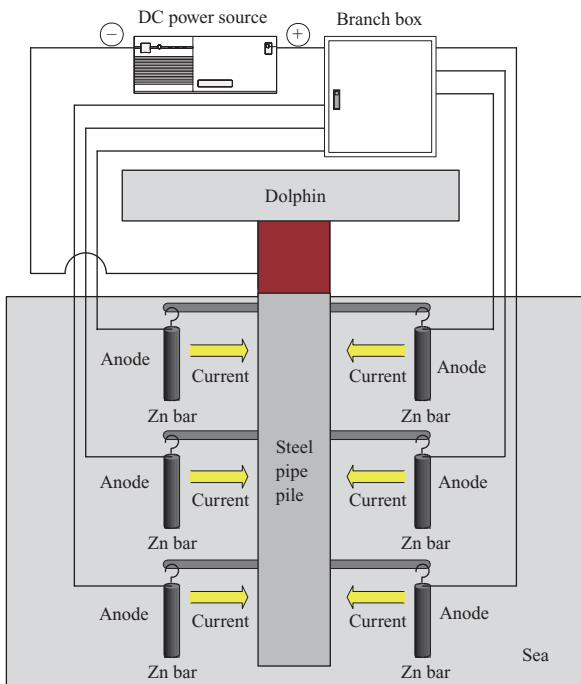 DC power source
Branch box
−
+
Dolphin
Anode
Current
Current
Anode
Zn bar
Zn bar
Steel
pipe
pile
Anode
Current
Current
Anode
Zn bar
Zn bar
Anode
Current
Current
Anode
Zn bar
Zn bar
Sea